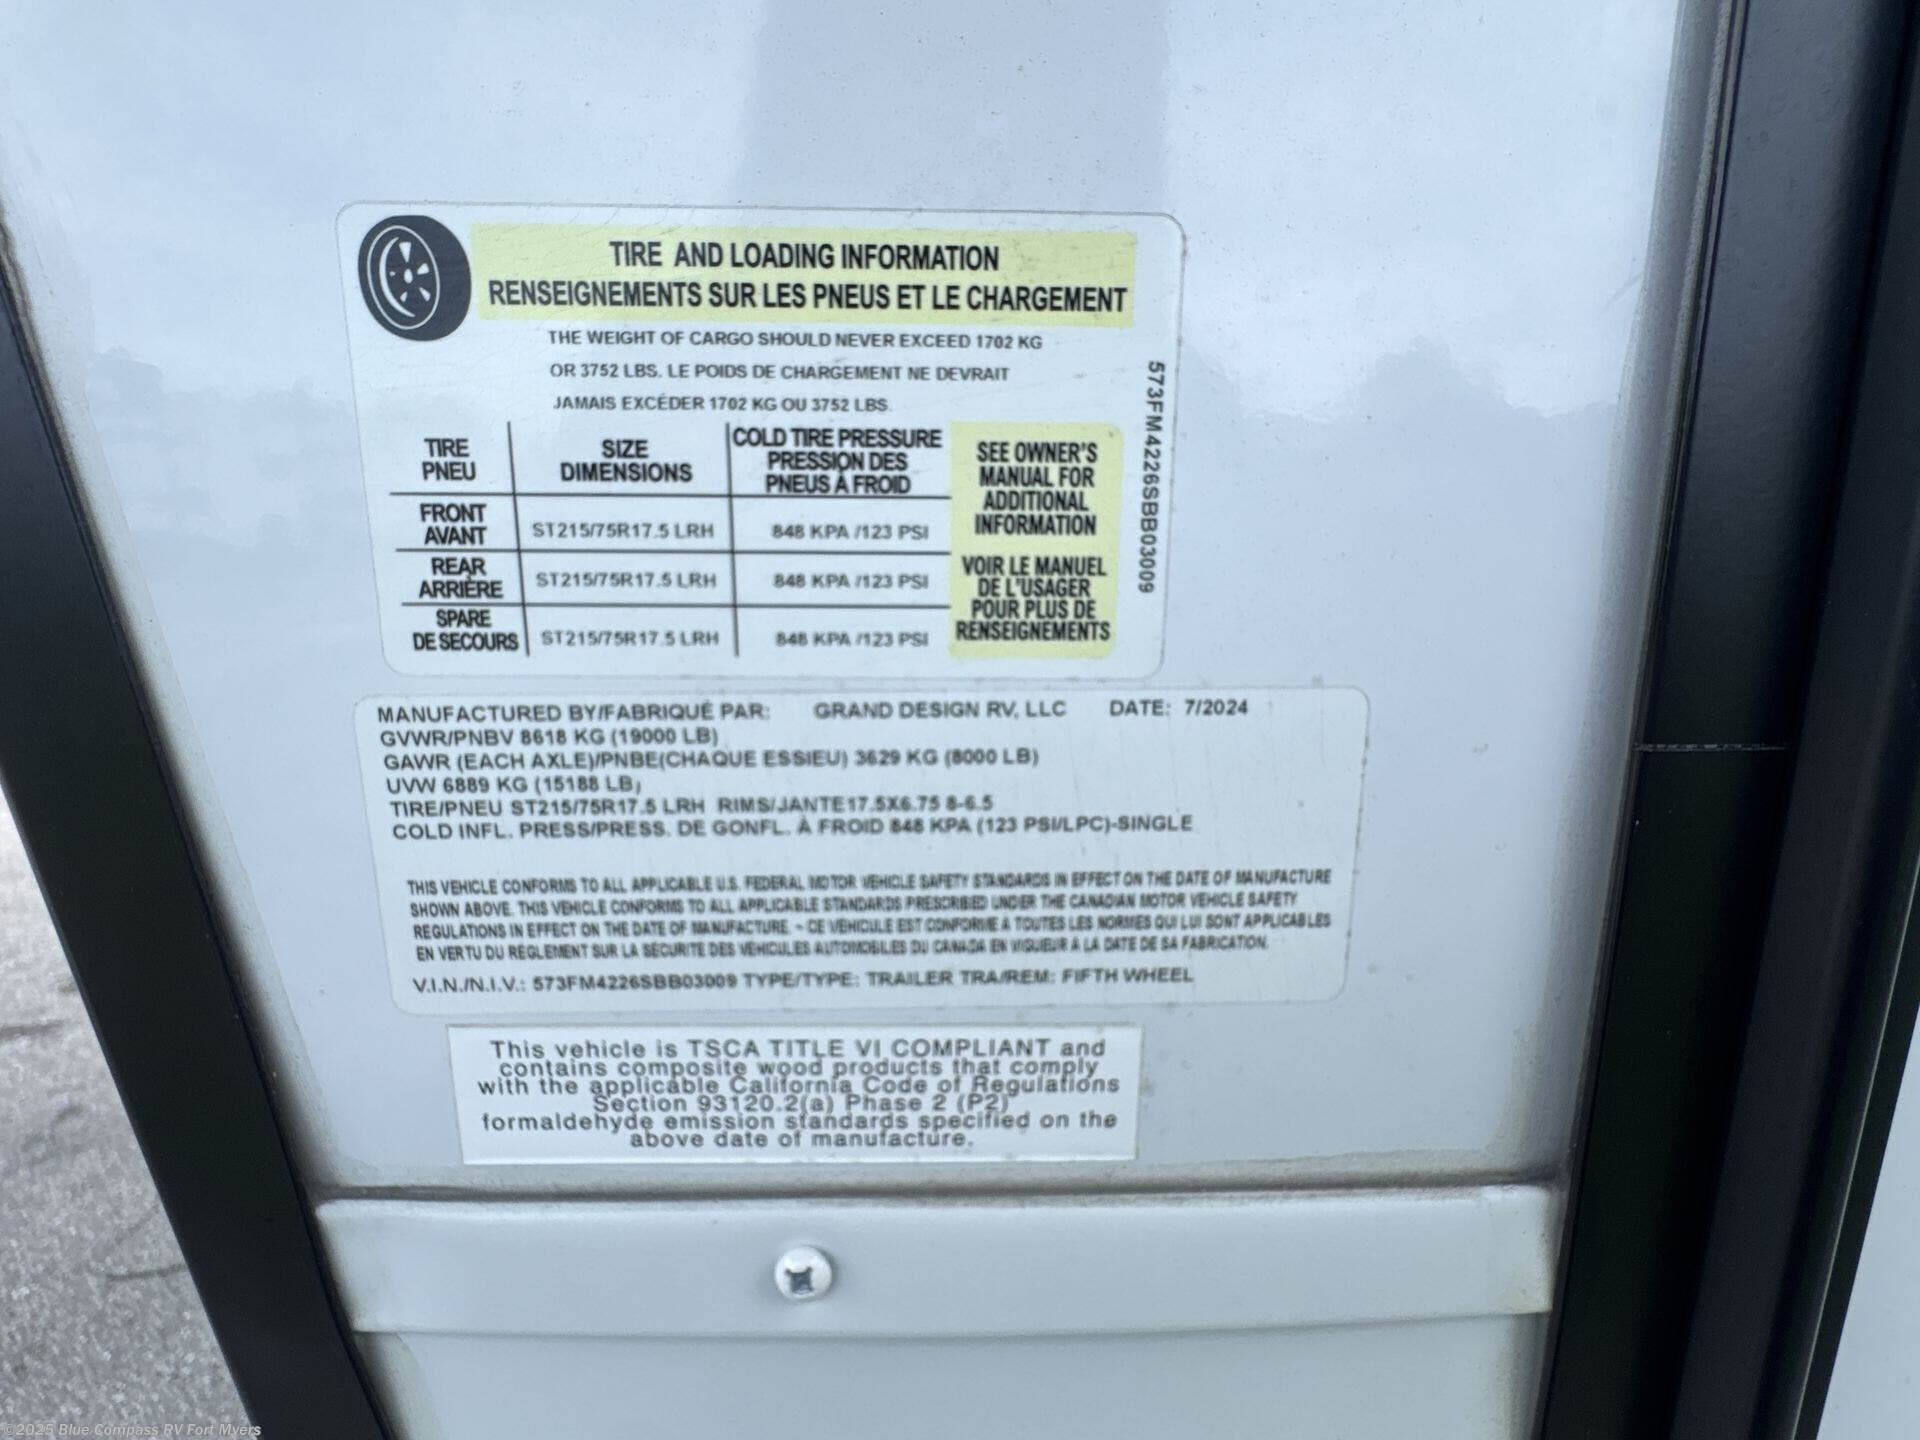 TIRE AND LOADING INFORMATION
RENSEIGNEMENTS SUR LES PNEUS ET LE CHARGEMENT
THE WEIGHT OF CARGO SHOULD NEVER EXCEED 1702 KG
OR 3752 LBS. LE POIDS DE CHARGEMENT NE DEVRAIT
JAMAIS EXCÉDER 1702 KG OU 3752 LBS.
TIRE
PNEU
SIZE
DIMENSIONS
COLD TIRE PRESSURE
PRESSION DES
PNEUS À FROID
FRONT
AVANT
ST215/75R17.5 LRH
848 KPA /123 PSI
REAR
ARRIÈRE
ST215/75R17.5 LRH
848 KPA /123 PSI
SPARE
DE SECOURS
ST215/75R17.5 LRH
848 KPA /123 PSI
SEE OWNER'S
MANUAL FOR
ADDITIONAL
INFORMATION
VOIR LE MANUEL
DE L'USAGER
POUR PLUS DE
RENSEIGNEMENTS
573FM4226SBB03009
MANUFACTURED BY/FABRIQUÉ PAR: GRAND DESIGN RV, LLC DATE: 7/2024
GVWR/PNBV 8618 KG (19000 LB)
GAWR (EACH AXLE)/PNBE(CHAQUE ESSIEU) 3629 KG (8000 LB)
UVW 6889 KG (15188 LB)
TIRE/PNEU ST215/75R17.5 LRH RIMS/JANTE17.5X6.75 8-6.5
COLD INFL. PRESS/PRESS. DE GONFL. À FROID 848 KPA (123 PSI/LPC)-SINGLE
THIS VEHICLE CONFORMS TO ALL APPLICABLE U.S. FEDERAL MOTOR VEHICLE SAFETY STANDARDS IN EFFECT ON THE DATE OF MANUFACTURE
SHOWN ABOVE. THIS VEHICLE CONFORMS TO ALL APPLICABLE STANDARDS PRESCRIBED UNDER THE CANADIAN MOTOR VEHICLE SAFETY
REGULATIONS IN EFFECT ON THE DATE OF MANUFACTURE. - CE VEHICULE EST CONFORME A TOUTES LES NORMES QUI LUI SONT APPLICABLES
EN VERTU DU REGLEMENT SUR LA SECURITE DES VEHICULES AUTOMOBILES DU CANADA EN VIGUEUR A LA DATE DE SA FABRICATION.
V.I.N./N.I.V.: 573FM4226SBB03009 TYPE/TYPE: TRAILER TRA/REM: FIFTH WHEEL
This vehicle is TSCA TITLE VI COMPLIANT and
contains composite wood products that comply
with the applicable California Code of Regulations
Section 93120.2(a) Phase 2 (P2)
formaldehyde emission standards specified on the
above date of manufacture.
©2025 Blue Compass RV Fort Myers